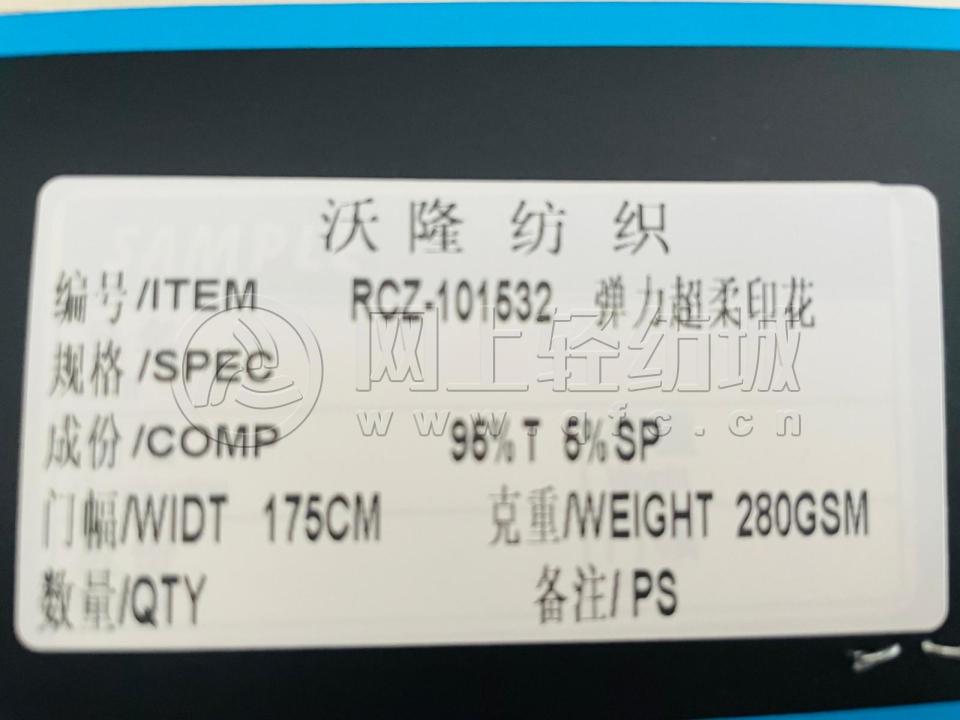 沃隆纺织
编号/ITEM RCZ-101532 弹力超柔印花
规格/SPEC
网上轻纺城
www.qfc.cn
成份/COMP 95%T 5%SP
门幅/WIDT 175CM 克重/WEIGHT 280GSM
数量/QTY 备注/PS